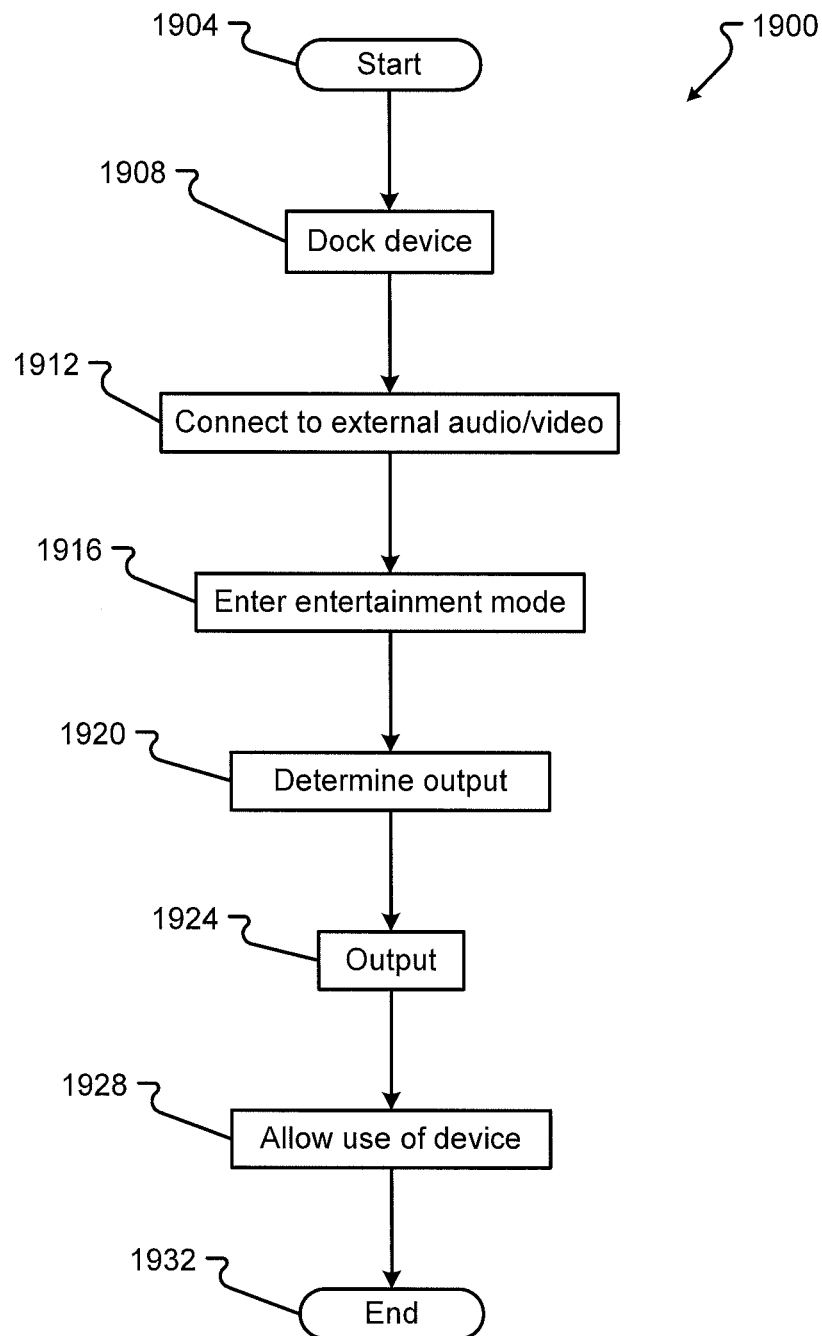 1904
Start
1900
1908
Dock device
1912
Connect to external audio/video
1916
Enter entertainment mode
1920
Determine output
1924
Output
1928
Allow use of device
1932
End